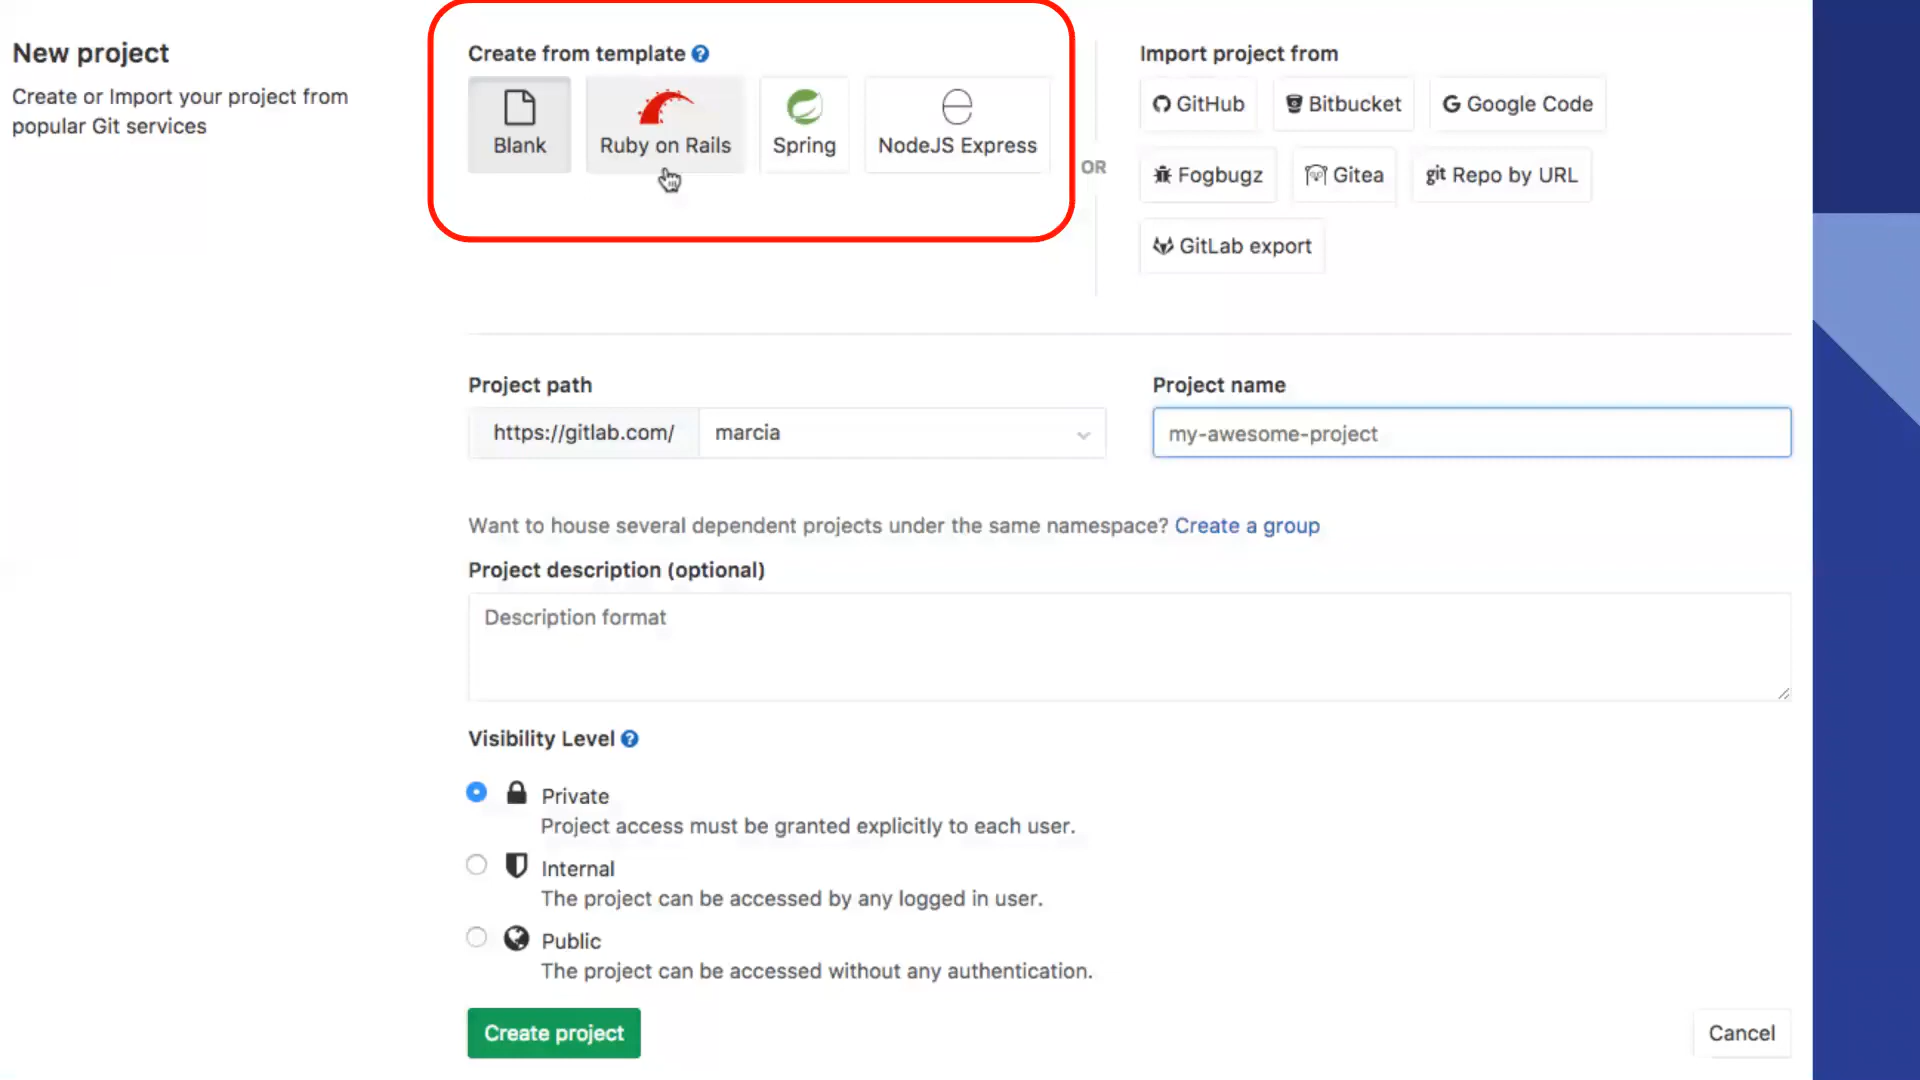 New project
Create or Import your project from
popular Git services
Create from template
Blank
Ruby on Rails
Spring
NodeJS Express
OR
Import project from
GitHub
Bitbucket
Google Code
Fogbugz
Gitea
git Repo by URL
GitLab export
Project path
https://gitlab.com/
marcia
Project name
my-awesome-project
Want to house several dependent projects under the same namespace? Create a group
Project description (optional)
Description format
Visibility Level
Private
Project access must be granted explicitly to each user.
Internal
The project can be accessed by any logged in user.
Public
The project can be accessed without any authentication.
Create project
Cancel